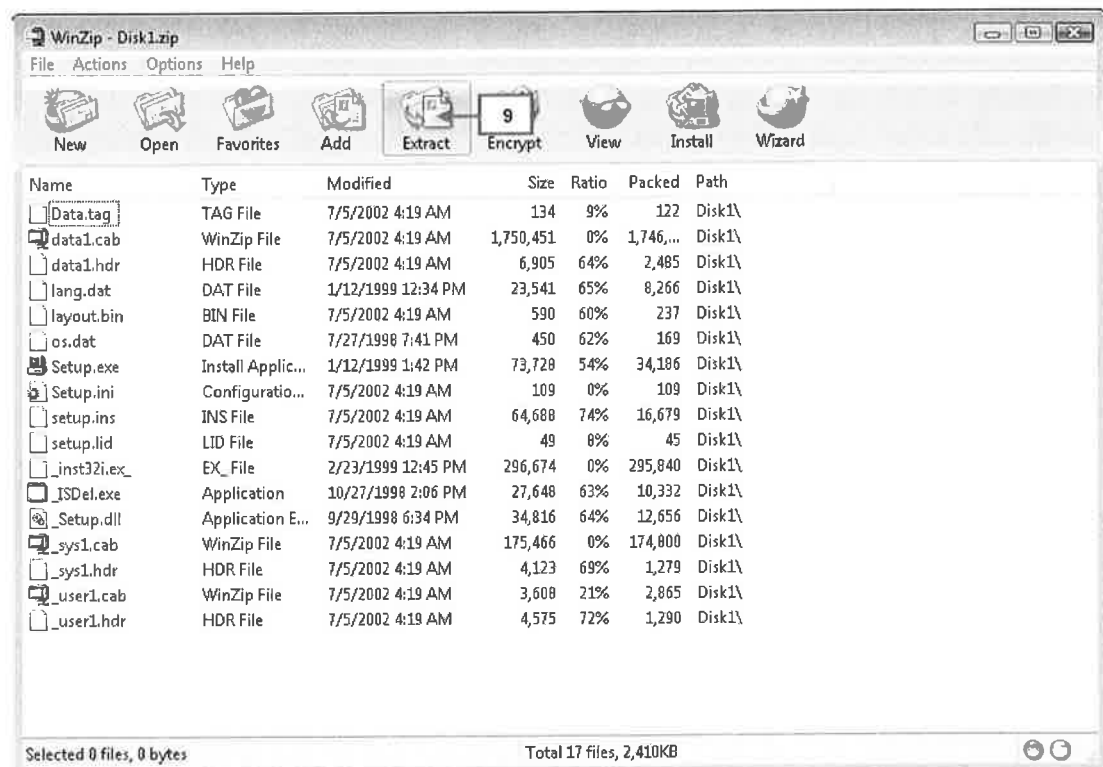 WinZip - Disk1.zip
File Actions Options Help
New Open Favorites Add Extract 9 Encrypt View Install Wizard
Name Type Modified Size Ratio Packed Path
Data.tag TAG File 7/5/2002 4:19 AM 134 9% 122 Disk1\
data1.cab WinZip File 7/5/2002 4:19 AM 1,750,451 0% 1,746,... Disk1\
data1.hdr HDR File 7/5/2002 4:19 AM 6,905 64% 2,485 Disk1\
lang.dat DAT File 1/12/1999 12:34 PM 23,541 65% 8,266 Disk1\
layout.bin BIN File 7/5/2002 4:19 AM 590 60% 237 Disk1\
os.dat DAT File 7/27/1998 7:41 PM 450 62% 169 Disk1\
Setup.exe Install Applic... 1/12/1999 1:42 PM 73,728 54% 34,186 Disk1\
Setup.ini Configuratio... 7/5/2002 4:19 AM 109 0% 109 Disk1\
setup.ins INS File 7/5/2002 4:19 AM 64,688 74% 16,679 Disk1\
setup.lid LID File 7/5/2002 4:19 AM 49 8% 45 Disk1\
_inst32i.ex_ EX_ File 2/23/1999 12:45 PM 296,674 0% 295,840 Disk1\
_ISDel.exe Application 10/27/1998 2:06 PM 27,648 63% 10,332 Disk1\
_Setup.dll Application E... 9/29/1998 6:34 PM 34,816 64% 12,656 Disk1\
_sys1.cab WinZip File 7/5/2002 4:19 AM 175,466 0% 174,800 Disk1\
_sys1.hdr HDR File 7/5/2002 4:19 AM 4,123 69% 1,279 Disk1\
_user1.cab WinZip File 7/5/2002 4:19 AM 3,608 21% 2,865 Disk1\
_user1.hdr HDR File 7/5/2002 4:19 AM 4,575 72% 1,290 Disk1\
Selected 0 files, 0 bytes Total 17 files, 2,410KB